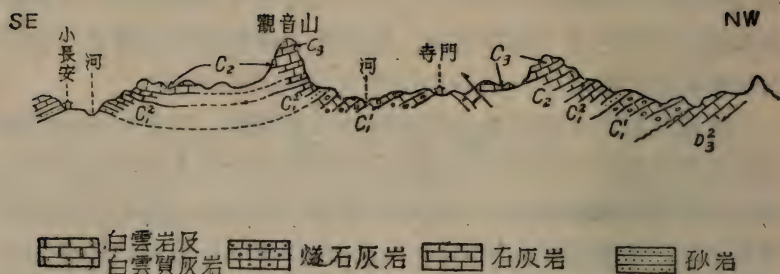 SE
NW
小長安
河
觀音山
河
寺門
C₃
C₂
C₃
C₁²
C₁²
C₁¹
C₂
C₁²
C₁¹
D₃²
白雲岩及
白雲質灰岩
燧石灰岩
石灰岩
砂岩